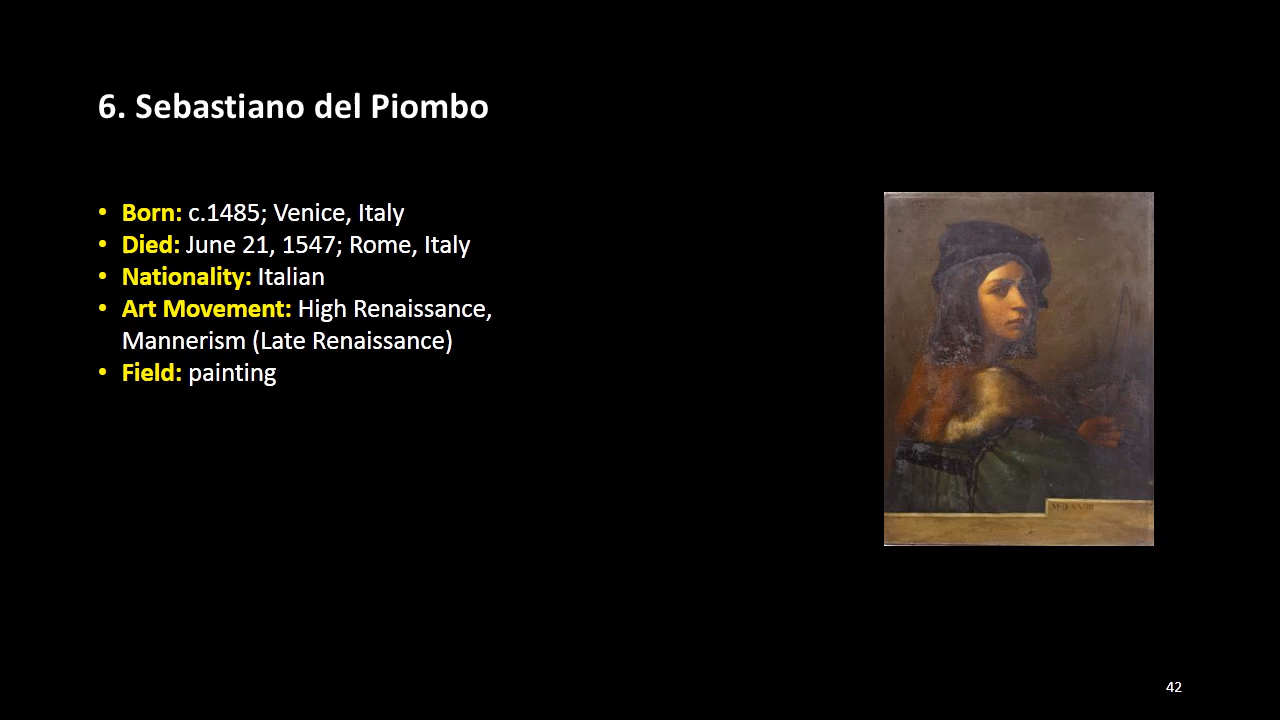 6. Sebastiano del Piombo
• Born: c.1485; Venice, Italy
• Died: June 21, 1547; Rome, Italy
• Nationality: Italian
• Art Movement: High Renaissance,
Mannerism (Late Renaissance)
• Field: painting
42